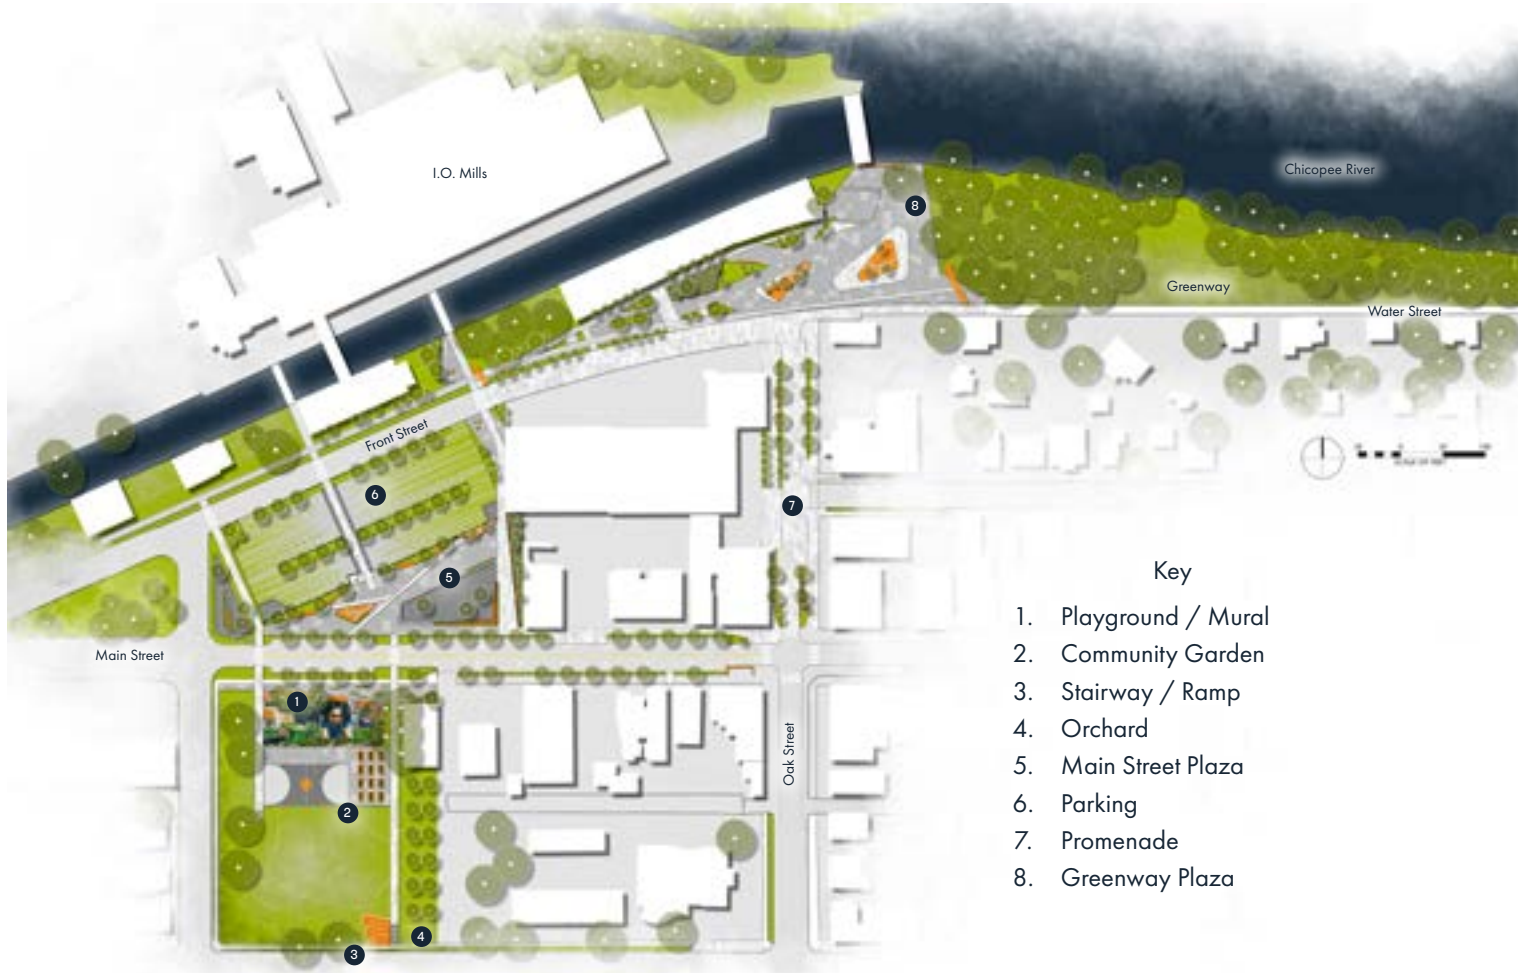 I.O. Mills
Chicopee River
8
Greenway
Water Street
Front Street
6
7
5
Main Street
1
Oak Street
2
4
3
Key
1. Playground / Mural
2. Community Garden
3. Stairway / Ramp
4. Orchard
5. Main Street Plaza
6. Parking
7. Promenade
8. Greenway Plaza